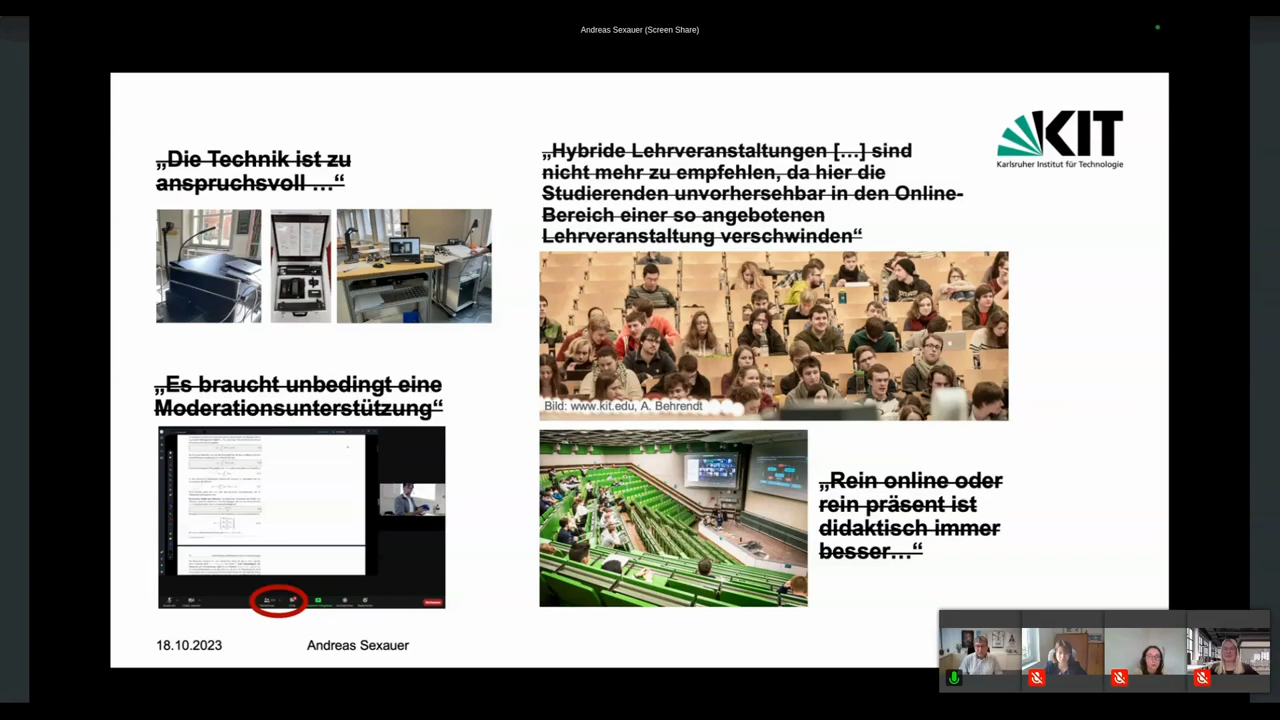 Andreas Sexauer (Screen Share)
„Die Technik ist zu
anspruchsvoll …“
„Hybride Lehrveranstaltungen […] sind
nicht mehr zu empfehlen, da hier die
Studierenden unvorhersehbar in den Online-
Bereich einer so angebotenen
Lehrveranstaltung verschwinden“
KIT
Karlsruher Institut für Technologie
Bild: www.kit.edu, A. Behrendt
„Es braucht unbedingt eine
Moderationsunterstützung“
„Rein online oder
rein präsent ist
didaktisch immer
besser…“
18.10.2023
Andreas Sexauer